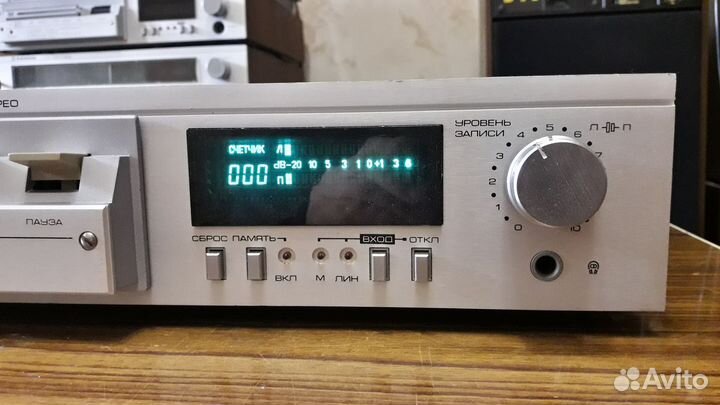 РЕО
СЧЕТЧИК Л
dB-20 10 5 3 1 0+1 3 6
000 П
УРОВЕНЬ
ЗАПИСИ
0 1 2 3 4 5 6 7 10
Л П
ПАУЗА
СБРОС ПАМЯТЬ ВХОД ОТКЛ
ВКЛ М ЛИН
Avito